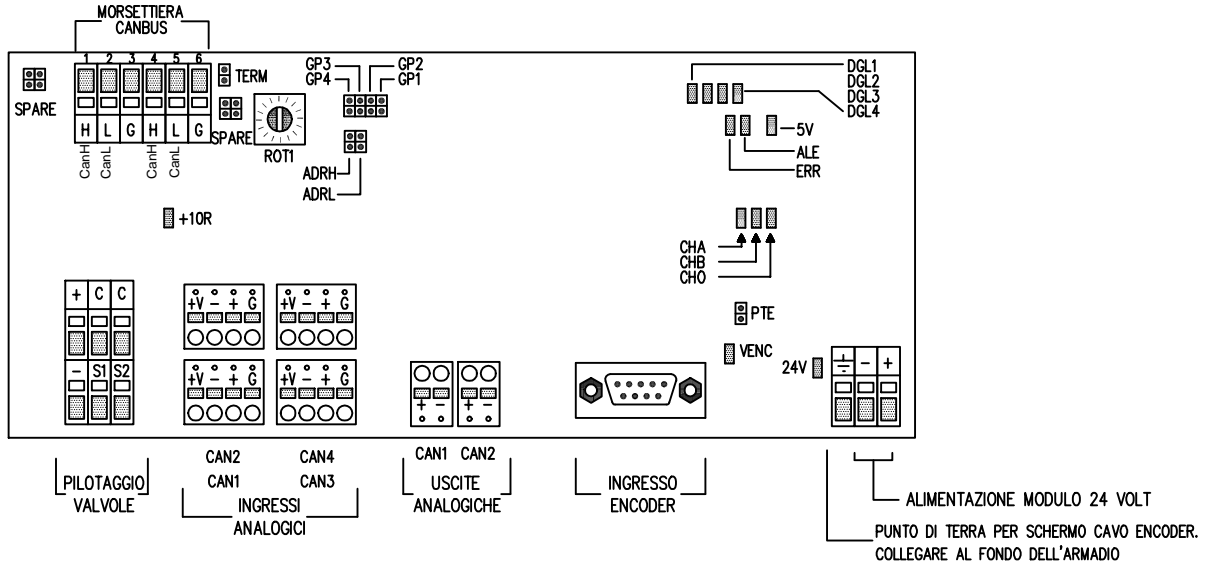 MORSETTIERA
CANBUS
1 2 3 4 5 6
TERM
SPARE
SPARE
H L G H L G
CanH CanL CanH CanL
ROT1
GP3 GP2
GP4 GP1
ADRH
ADRL
+10R
DGL1
DGL2
DGL3
DGL4
5V
ALE
ERR
CHA
CHB
CH0
PTE
VENC
24V
- +
+ C C
- S1 S2
+V - + G
+V - + G
+V - + G
+V - + G
+ - + -
PILOTAGGIO
VALVOLE
CAN2 CAN4
CAN1 CAN3
INGRESSI
ANALOGICI
CAN1 CAN2
USCITE
ANALOGICHE
INGRESSO
ENCODER
ALIMENTAZIONE MODULO 24 VOLT
PUNTO DI TERRA PER SCHERMO CAVO ENCODER.
COLLEGARE AL FONDO DELL'ARMADIO